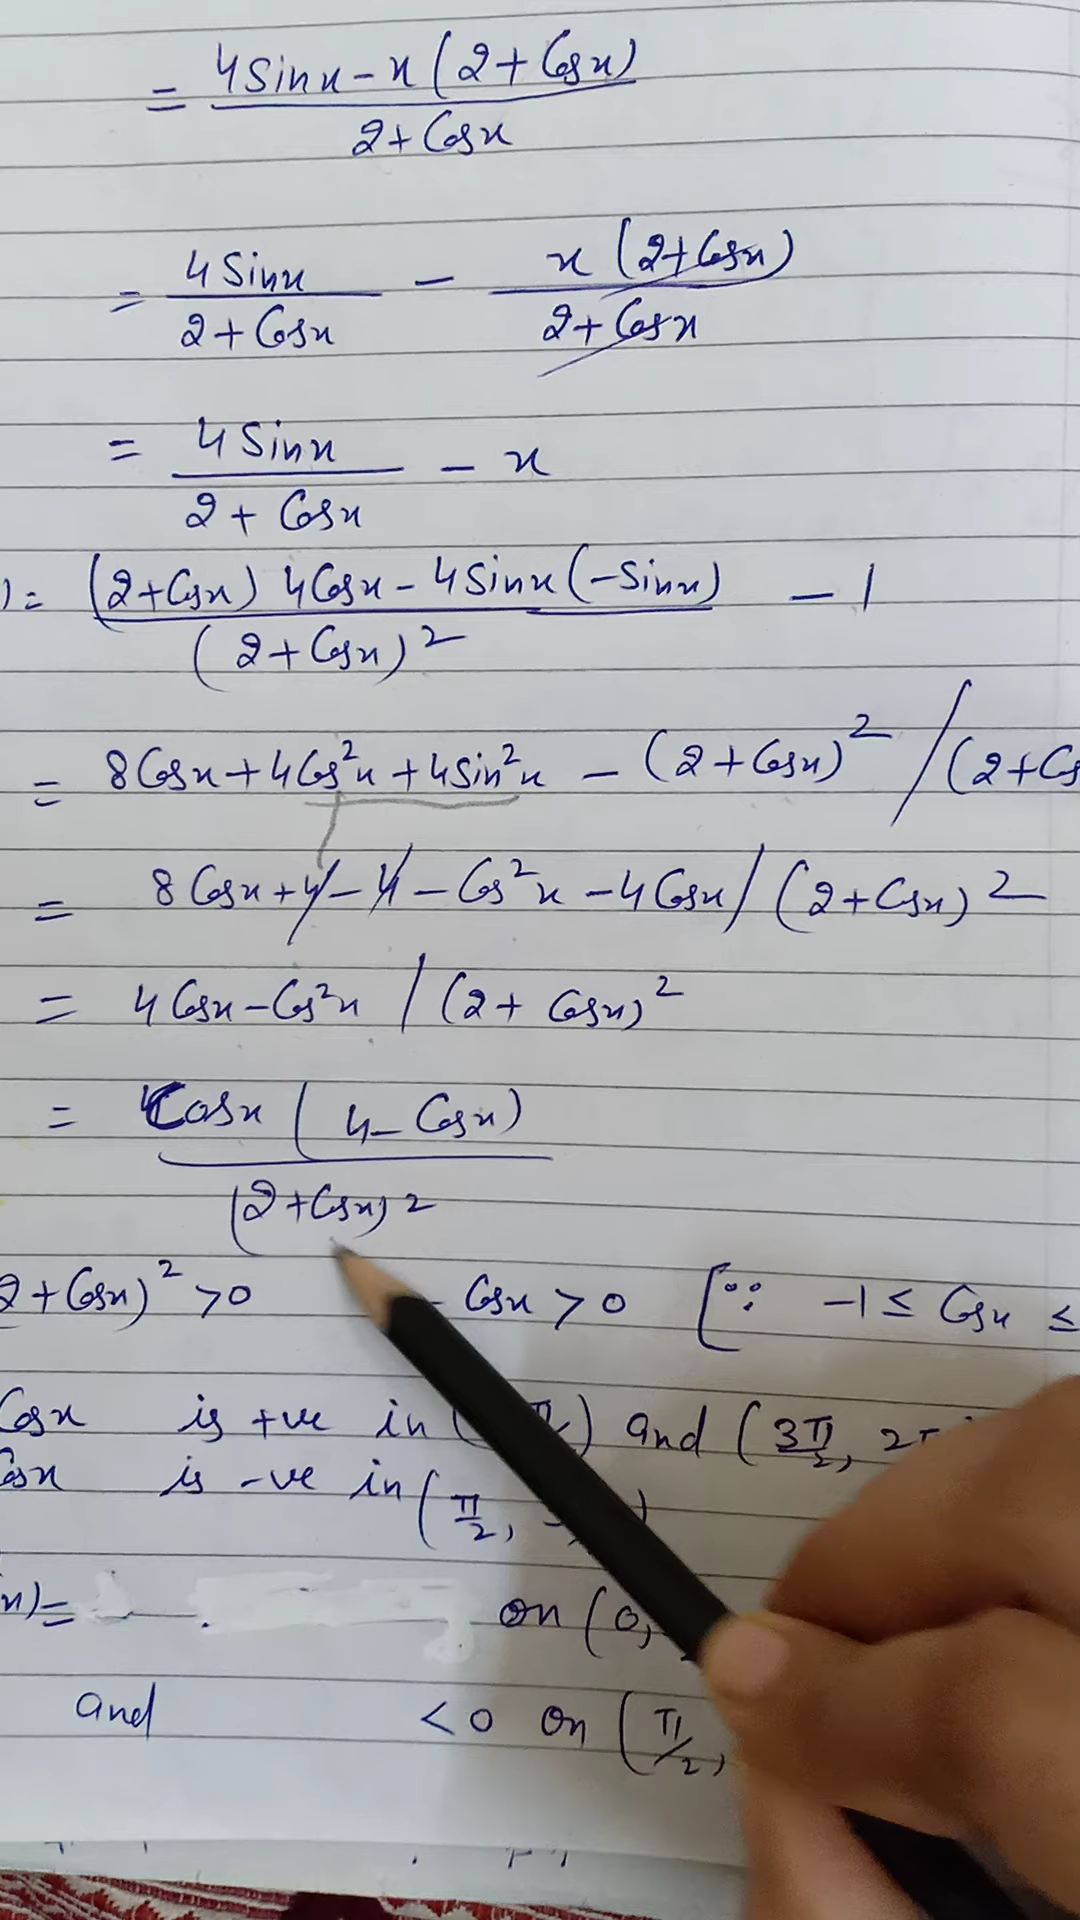 = 4Sinx - x(2+Cosx)
2+Cosx
= 4Sinx - x(2+Cosx)
2+Cosx 2+Cosx
= 4Sinx - x
2+Cosx
)= (2+Cosx) 4Cosx - 4Sinx(-Sinx) - 1
(2+Cosx)²
= 8Cosx + 4Cos²x + 4Sin²x - (2+Cosx)² / (2+Cos
= 8Cosx + 4 - 4 - Cos²x - 4Cosx / (2+Cosx)²
= 4Cosx - Cos²x / (2+Cosx)²
= Cosx (4 - Cosx)
(2+Cosx)²
2+Cosx)² >0 - Cosx > 0 [∵ -1 ≤ Cosx ≤
Cosx is +ve in ( and (3π/2, 2π
Cosx is -ve in (π/2,
x)= on (0,
and <0 on (π/2,